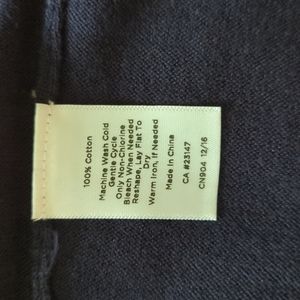 100% Cotton
Machine Wash Cold
Gentle Cycle
Only Non-Chlorine
Bleach When Needed
Reshape, Lay Flat To
Dry
Warm Iron, If Needed
Made In China
CA #23147
CN904 12/16